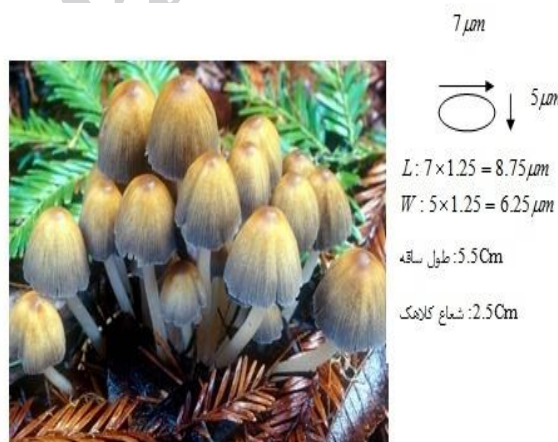 7 μm
5 μm
L : 7 × 1.25 = 8.75 μm
W : 5 × 1.25 = 6.25 μm
طول ساقه :5.5Cm
شعاع کلاهک :2.5Cm